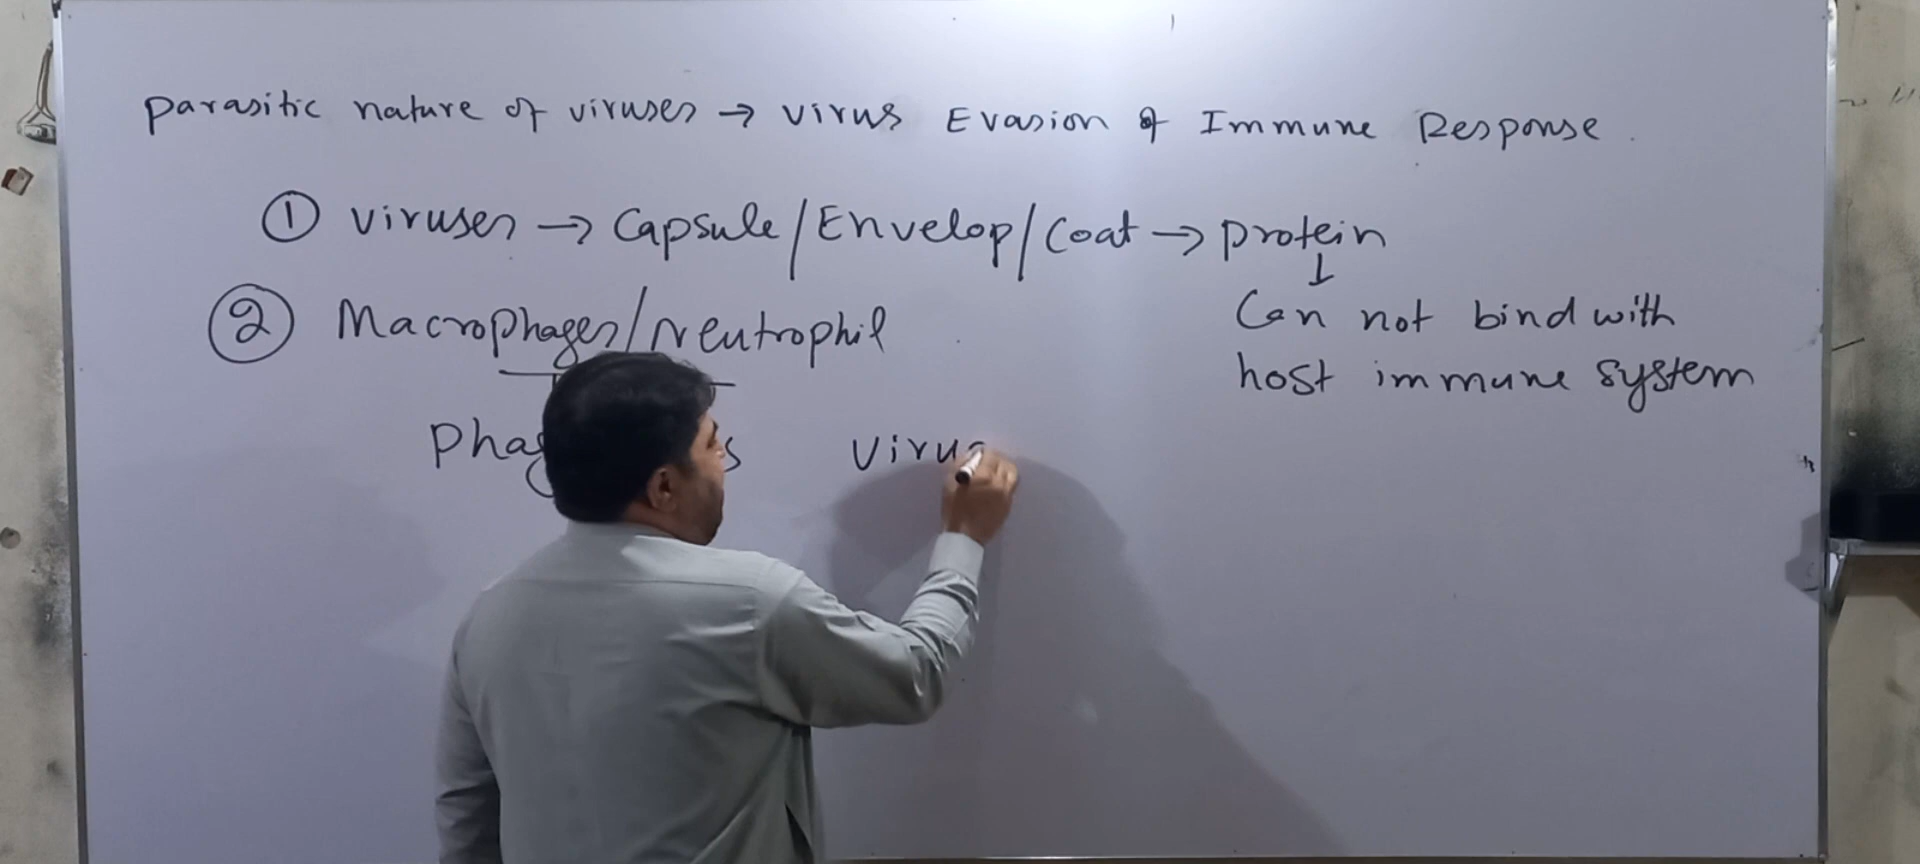 Parasitic nature of viruses → virus Evasion of Immune Response.
① viruses → Capsule/Envelop/Coat → protein
↓
Can not bind with
host immune system
② Macrophages/neutrophil
virus